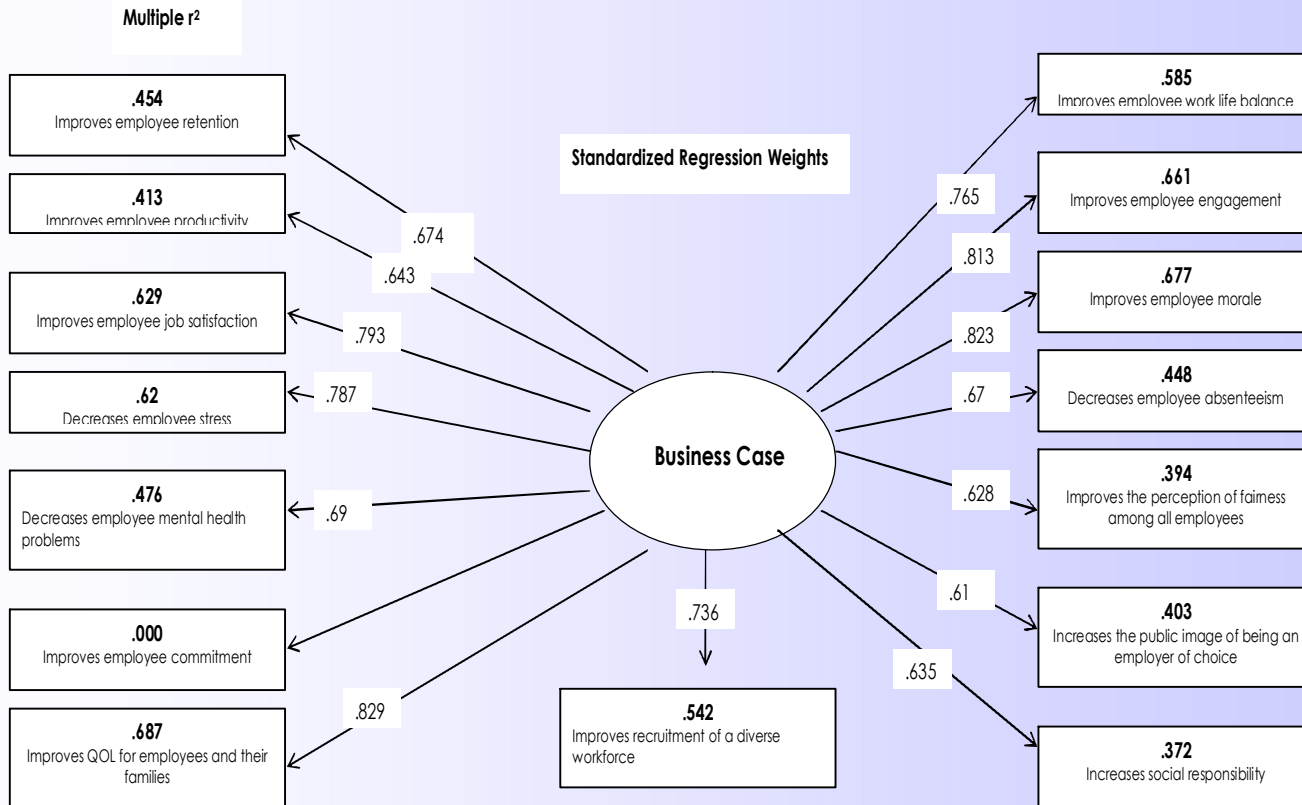 Multiple r²
.454
Improves employee retention
.413
Improves employee productivity
.629
Improves employee job satisfaction
.62
Decreases employee stress
.476
Decreases employee mental health
problems
.000
Improves employee commitment
.687
Improves QOL for employees and their
families
Standardized Regression Weights
.674
.643
.793
.787
.69
.829
Business Case
.736
.542
Improves recruitment of a diverse
workforce
.765
.813
.823
.67
.628
.61
.635
.585
Improves employee work life balance
.661
Improves employee engagement
.677
Improves employee morale
.448
Decreases employee absenteeism
.394
Improves the perception of fairness
among all employees
.403
Increases the public image of being an
employer of choice
.372
Increases social responsibility